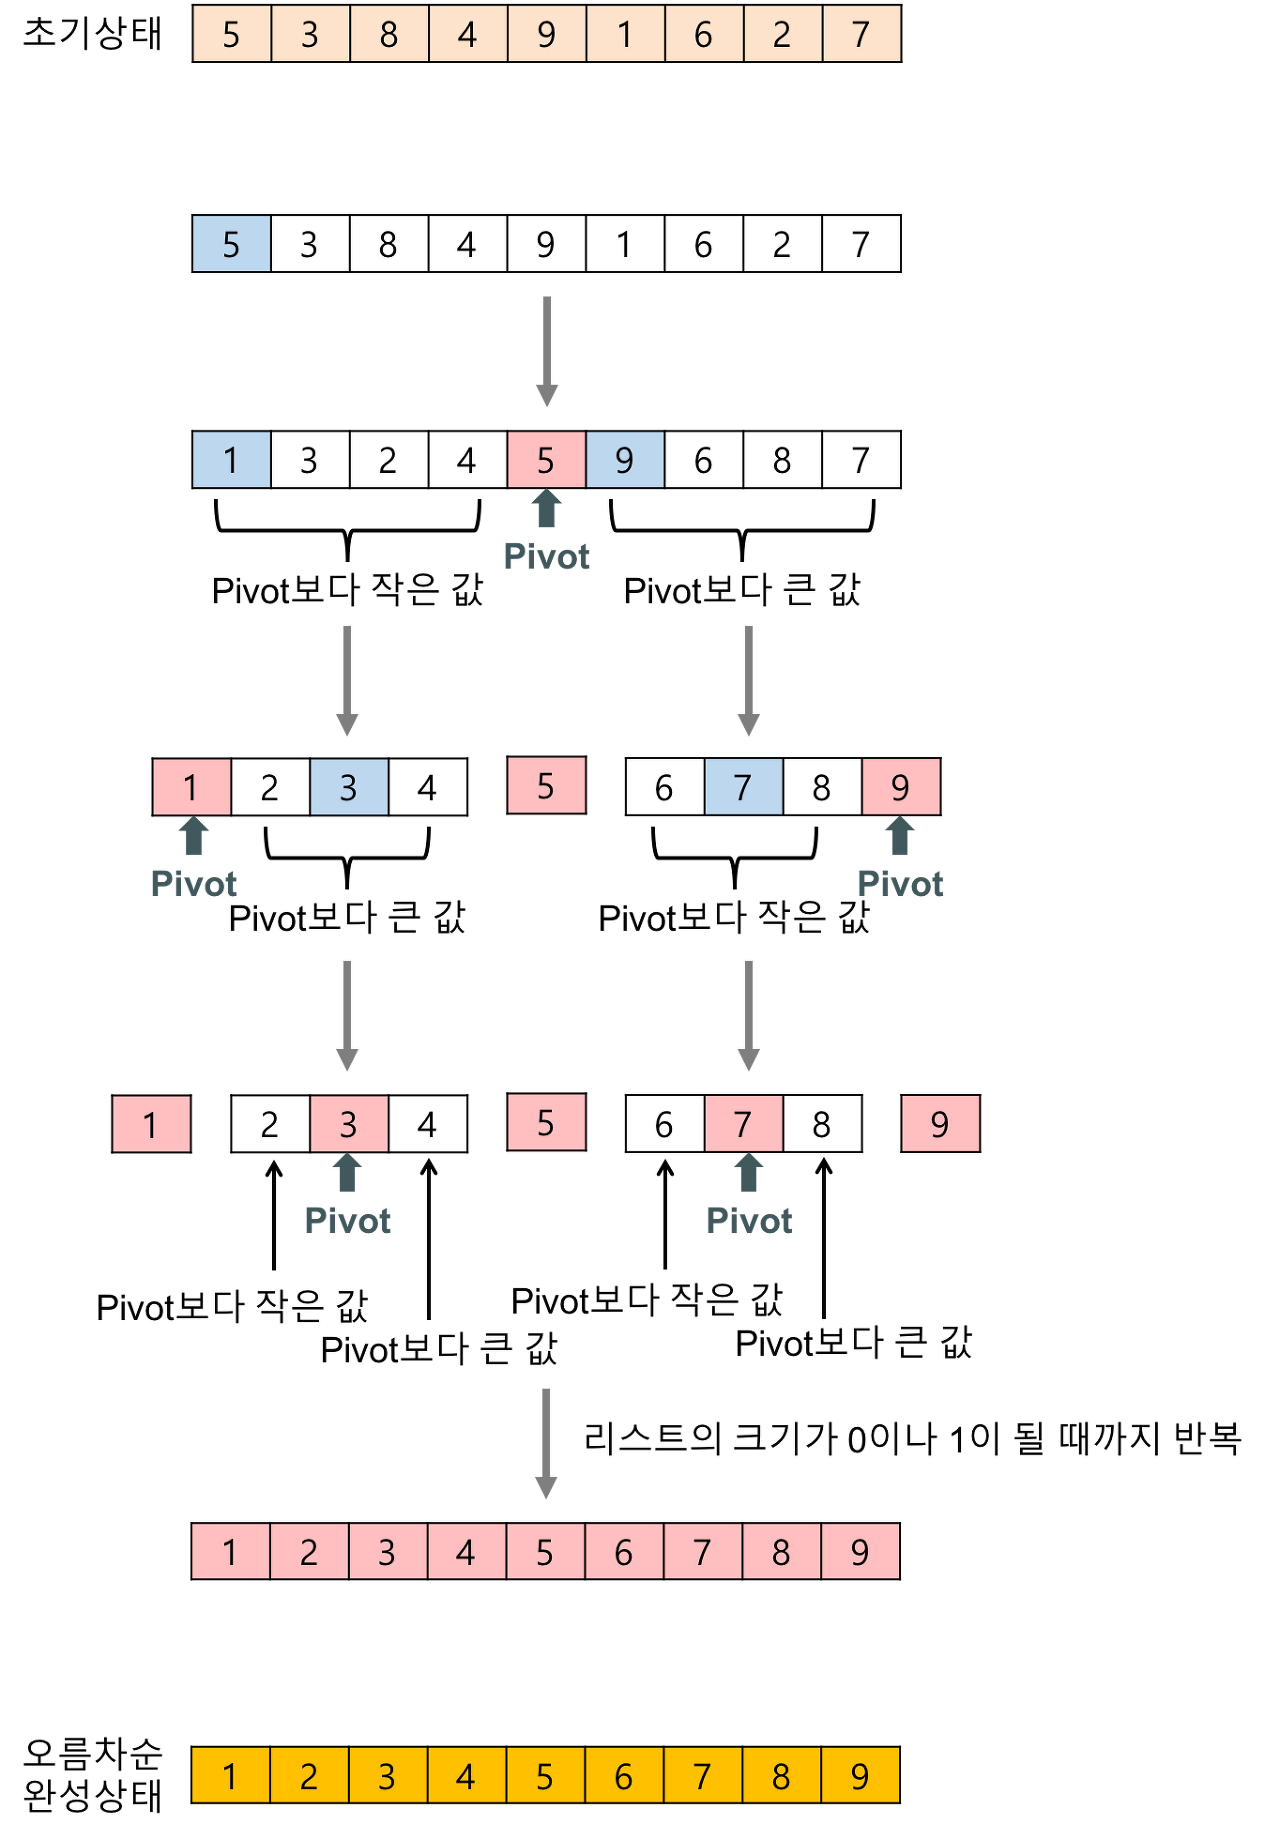 초기상태 5 3 8 4 9 1 6 2 7
5 3 8 4 9 1 6 2 7
1 3 2 4 5 9 6 8 7
Pivot
Pivot보다 작은 값 Pivot보다 큰 값
1 2 3 4 5 6 7 8 9
Pivot Pivot
Pivot보다 큰 값 Pivot보다 작은 값
1 2 3 4 5 6 7 8 9
Pivot Pivot
Pivot보다 작은 값 Pivot보다 작은 값
Pivot보다 큰 값 Pivot보다 큰 값
리스트의 크기가 0이나 1이 될 때까지 반복
1 2 3 4 5 6 7 8 9
오름차순
완성상태 1 2 3 4 5 6 7 8 9